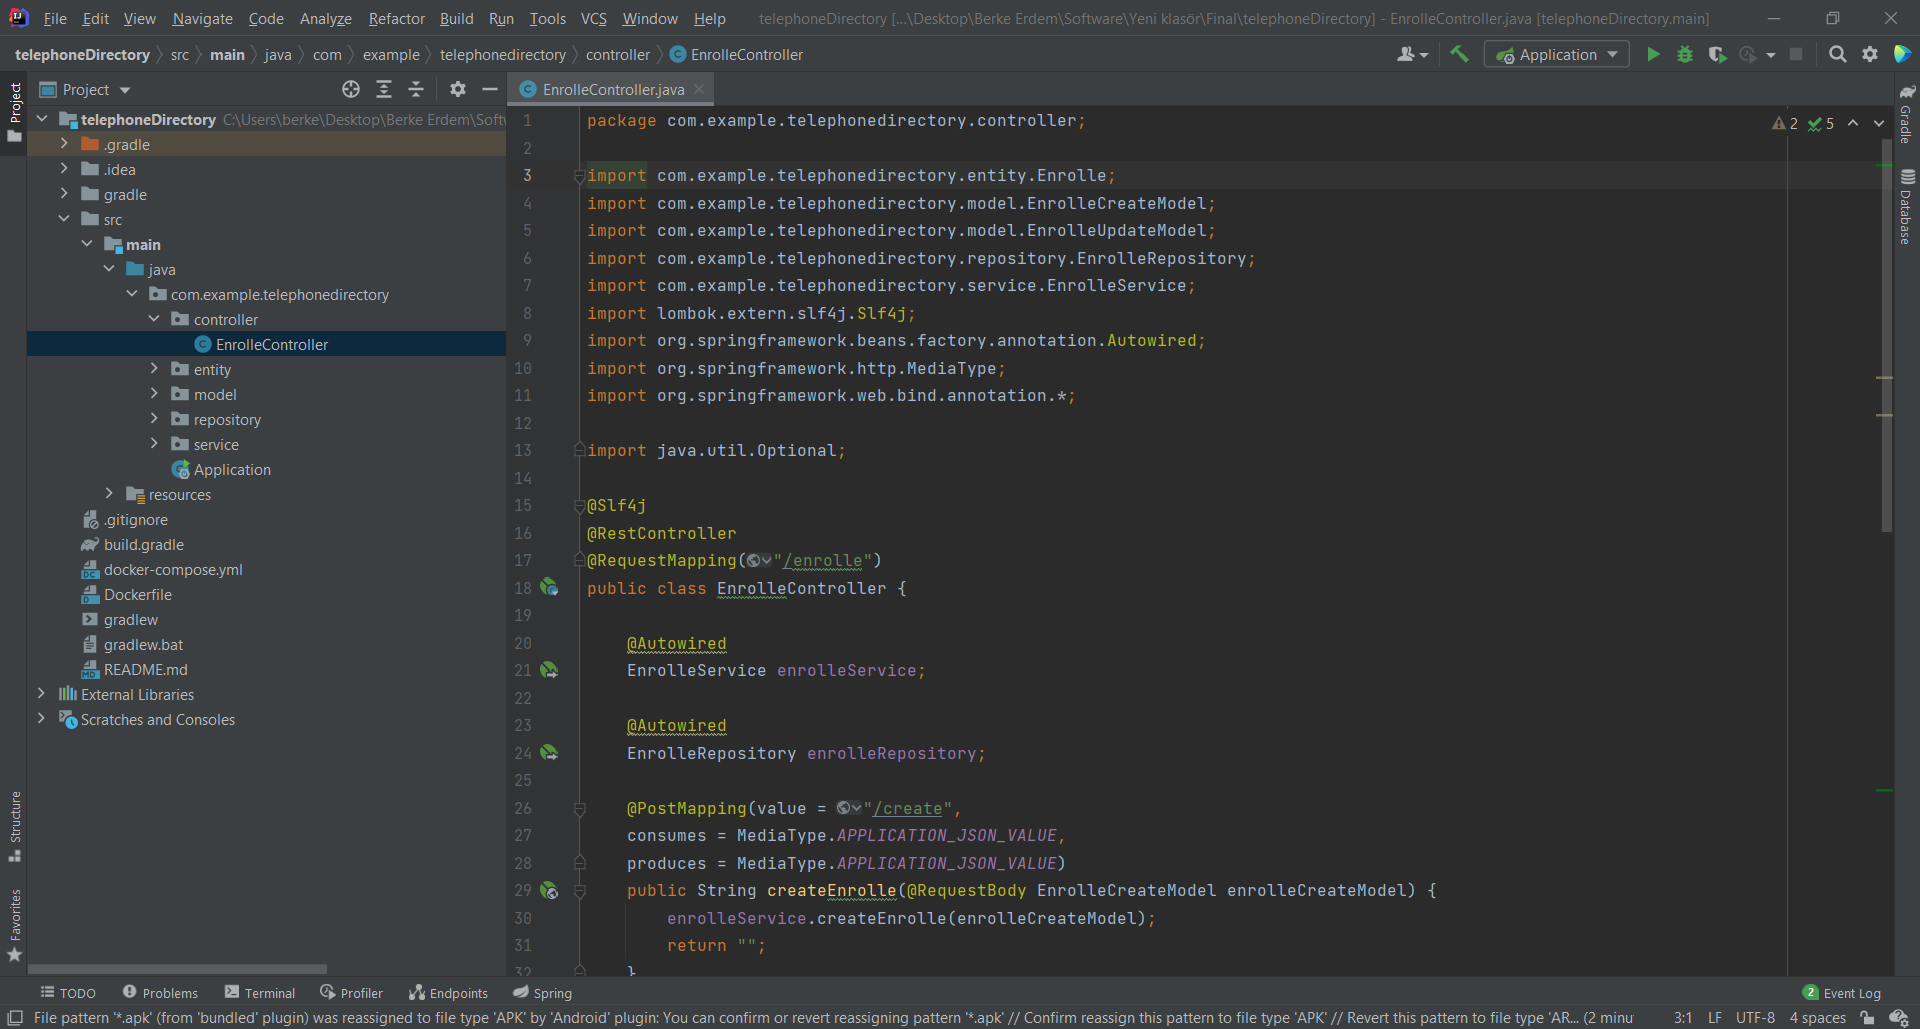 File Edit View Navigate Code Analyze Refactor Build Run Tools VCS Window Help telephoneDirectory [...\Desktop\Berke Erdem\Software\Yeni klasör\Final\telephoneDirectory] - EnrolleController.java [telephoneDirectory.main]
telephoneDirectory src main java com example telephonedirectory controller EnrolleController Application
Project
Project
telephoneDirectory C:\Users\berke\Desktop\Berke Erdem\Softw
.gradle
.idea
gradle
src
main
java
com.example.telephonedirectory
controller
EnrolleController
entity
model
repository
service
Application
resources
.gitignore
build.gradle
docker-compose.yml
Dockerfile
gradlew
gradlew.bat
README.md
External Libraries
Scratches and Consoles
Structure
Favorites
EnrolleController.java
2 5
1 package com.example.telephonedirectory.controller;
2
3 import com.example.telephonedirectory.entity.Enrolle;
4 import com.example.telephonedirectory.model.EnrolleCreateModel;
5 import com.example.telephonedirectory.model.EnrolleUpdateModel;
6 import com.example.telephonedirectory.repository.EnrolleRepository;
7 import com.example.telephonedirectory.service.EnrolleService;
8 import lombok.extern.slf4j.Slf4j;
9 import org.springframework.beans.factory.annotation.Autowired;
10 import org.springframework.http.MediaType;
11 import org.springframework.web.bind.annotation.*;
12
13 import java.util.Optional;
14
15 @Slf4j
16 @RestController
17 @RequestMapping("/enrolle")
18 public class EnrolleController {
19
20 @Autowired
21 EnrolleService enrolleService;
22
23 @Autowired
24 EnrolleRepository enrolleRepository;
25
26 @PostMapping(value = "/create",
27 consumes = MediaType.APPLICATION_JSON_VALUE,
28 produces = MediaType.APPLICATION_JSON_VALUE)
29 public String createEnrolle(@RequestBody EnrolleCreateModel enrolleCreateModel) {
30 enrolleService.createEnrolle(enrolleCreateModel);
31 return "";
32 }
Gradle
Database
TODO Problems Terminal Profiler Endpoints Spring 2 Event Log
File pattern '*.apk' (from 'bundled' plugin) was reassigned to file type 'APK' by 'Android' plugin: You can confirm or revert reassigning pattern '*.apk' // Confirm reassign this pattern to file type 'APK' // Revert this pattern to file type 'AR... (2 minu 3:1 LF UTF-8 4 spaces